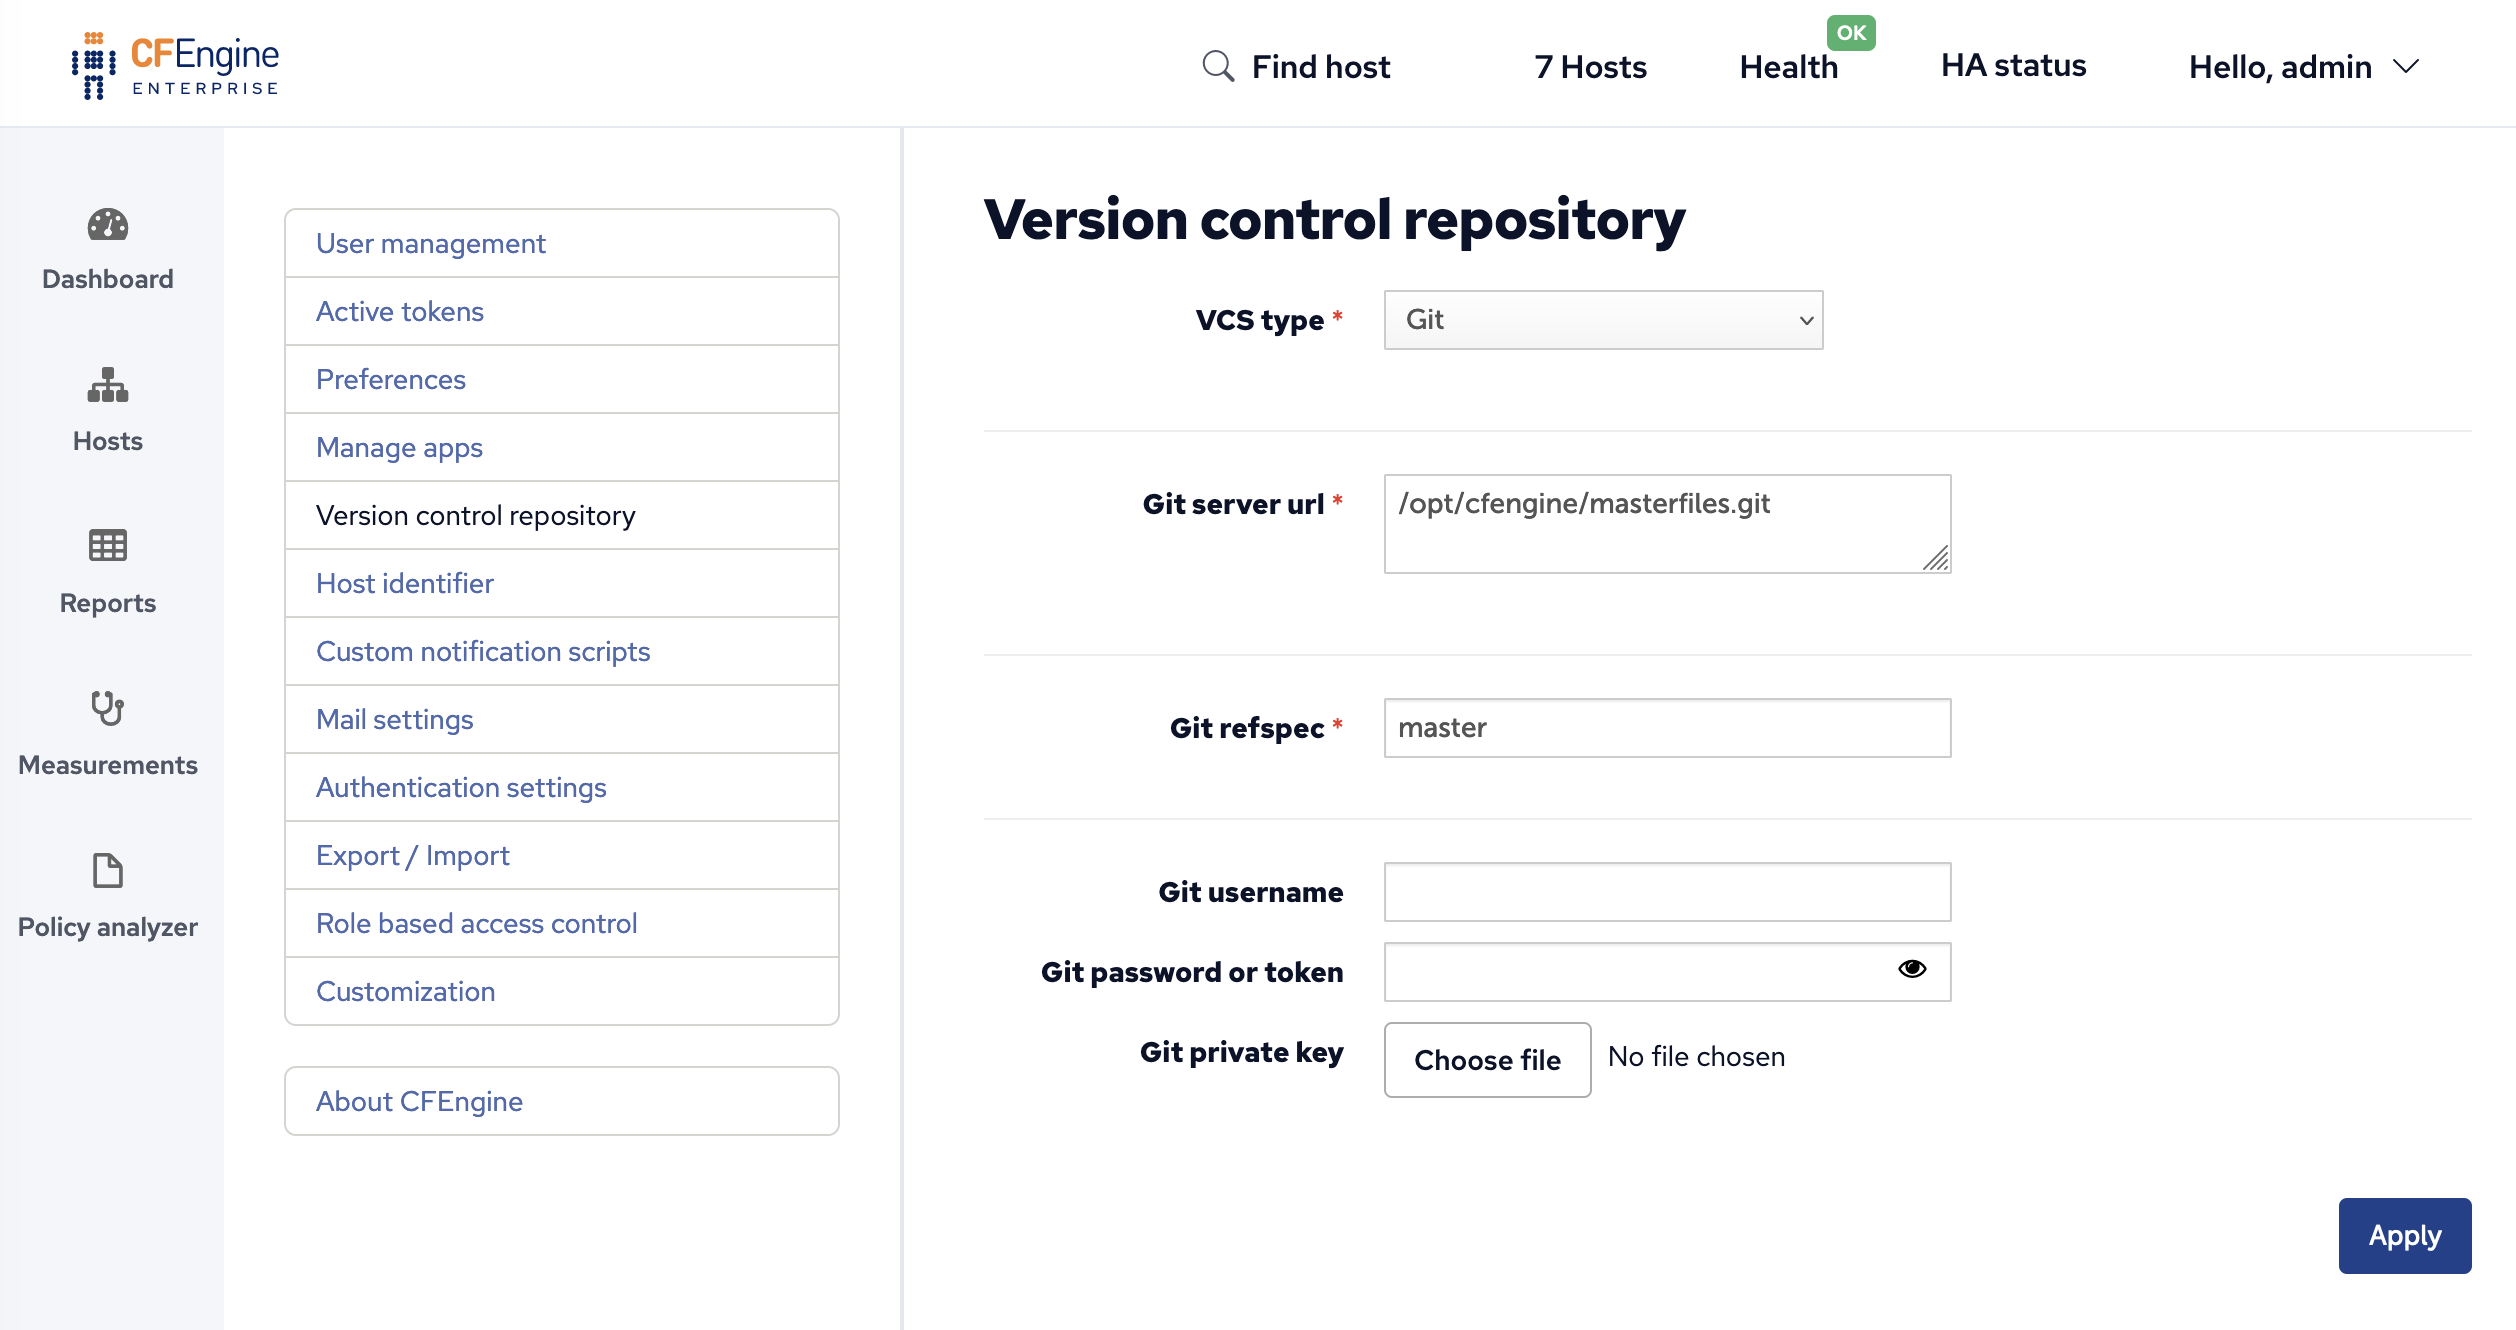 CFEngine
ENTERPRISE
Find host
7 Hosts
Health
OK
HA status
Hello, admin
Dashboard
Hosts
Reports
Measurements
Policy analyzer
User management
Active tokens
Preferences
Manage apps
Version control repository
Host identifier
Custom notification scripts
Mail settings
Authentication settings
Export / Import
Role based access control
Customization
About CFEngine
Version control repository
VCS type *
Git
Git server url *
/opt/cfengine/masterfiles.git
Git refspec *
master
Git username
Git password or token
Git private key
Choose file
No file chosen
Apply